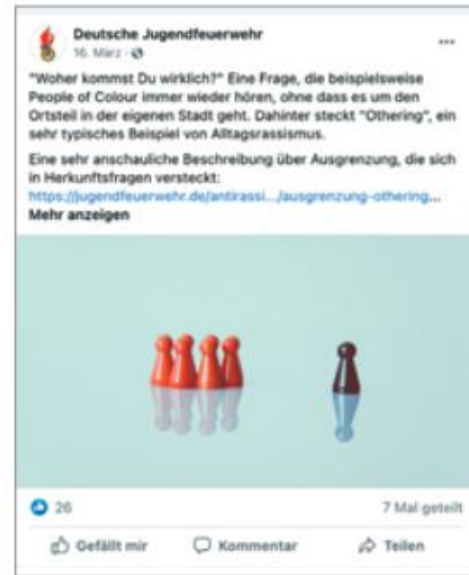 Deutsche Jugendfeuerwehr
16. März ·
"Woher kommst Du wirklich?" Eine Frage, die beispielsweise
People of Colour immer wieder hören, ohne dass es um den
Ortsteil in der eigenen Stadt geht. Dahinter steckt "Othering", ein
sehr typisches Beispiel von Alltagsrassismus.
Eine sehr anschauliche Beschreibung über Ausgrenzung, die sich
in Herkunftsfragen versteckt:
https://jugendfeuerwehr.de/antirassi.../ausgrenzung-othering...
Mehr anzeigen
26
7 Mal geteilt
Gefällt mir
Kommentar
Teilen